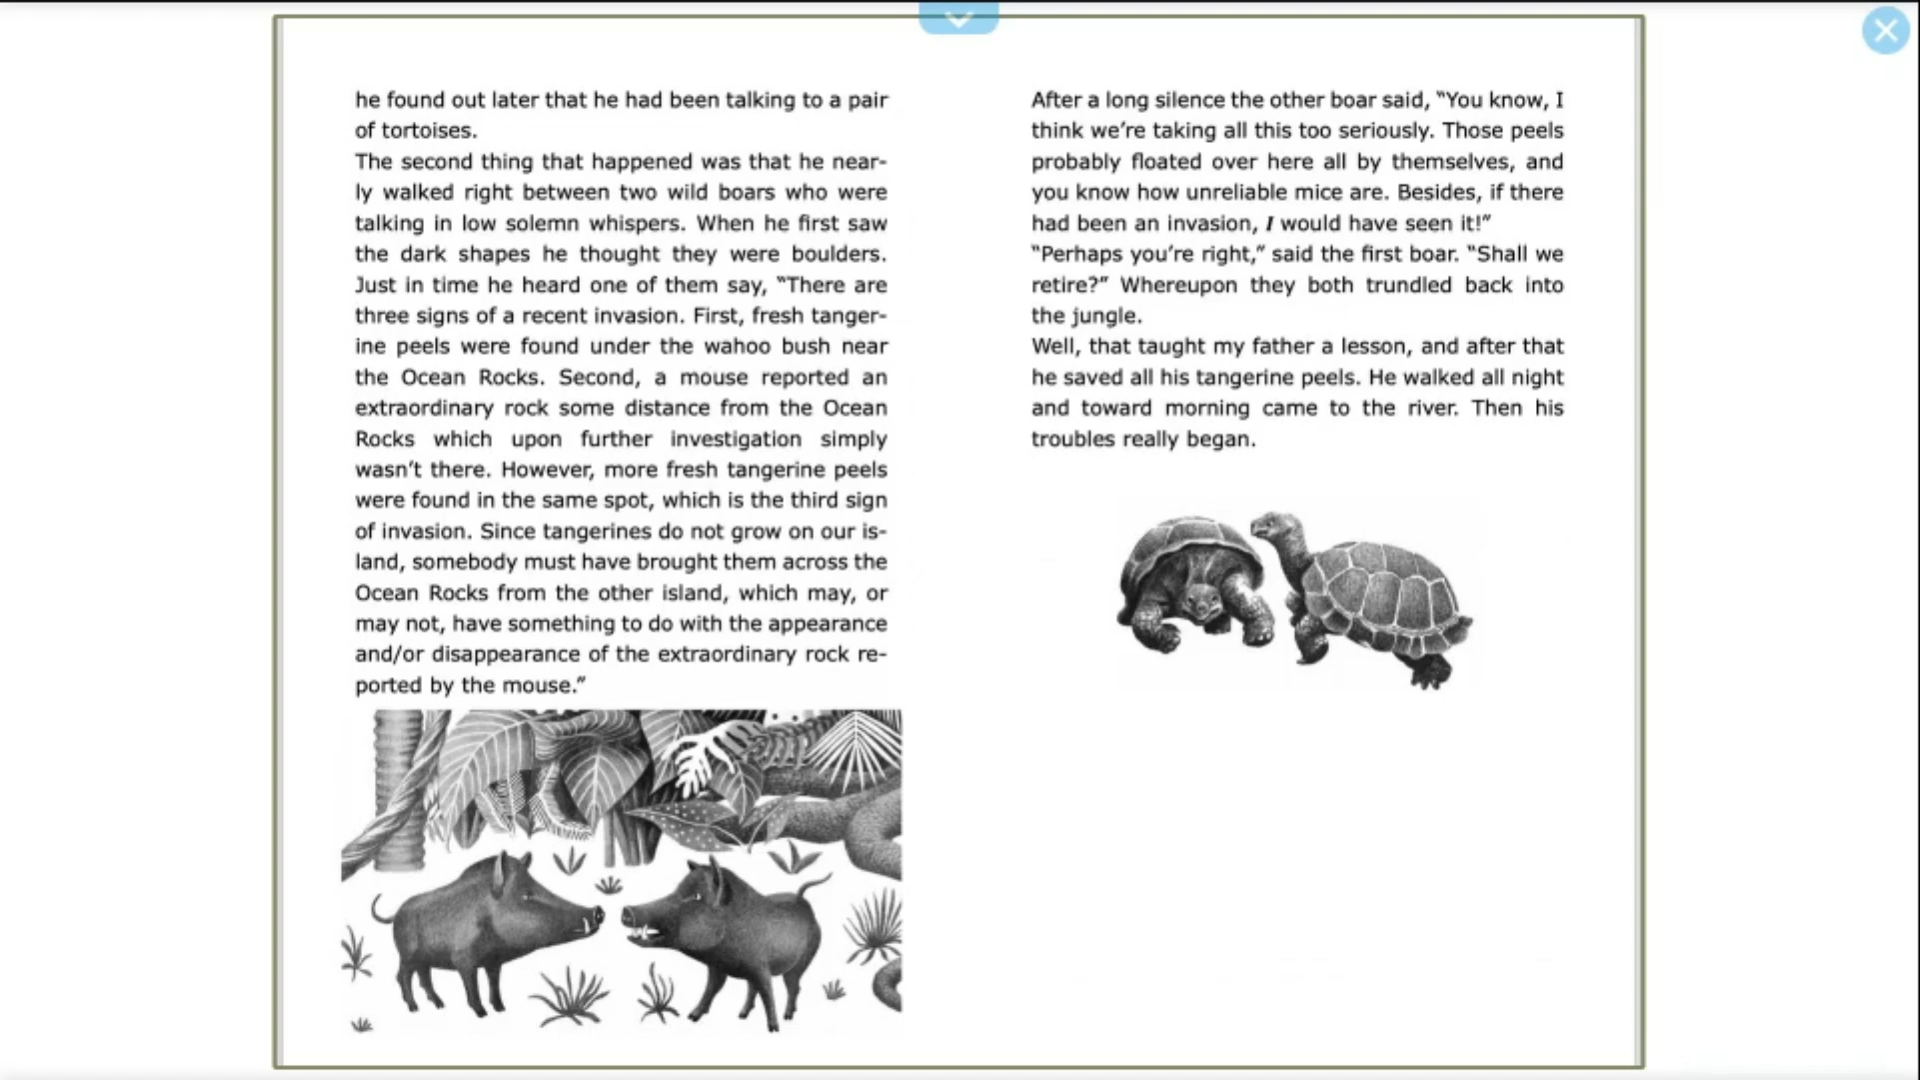 he found out later that he had been talking to a pair
of tortoises.
The second thing that happened was that he near-
ly walked right between two wild boars who were
talking in low solemn whispers. When he first saw
the dark shapes he thought they were boulders.
Just in time he heard one of them say, “There are
three signs of a recent invasion. First, fresh tanger-
ine peels were found under the wahoo bush near
the Ocean Rocks. Second, a mouse reported an
extraordinary rock some distance from the Ocean
Rocks which upon further investigation simply
wasn’t there. However, more fresh tangerine peels
were found in the same spot, which is the third sign
of invasion. Since tangerines do not grow on our is-
land, somebody must have brought them across the
Ocean Rocks from the other island, which may, or
may not, have something to do with the appearance
and/or disappearance of the extraordinary rock re-
ported by the mouse.”
After a long silence the other boar said, “You know, I
think we’re taking all this too seriously. Those peels
probably floated over here all by themselves, and
you know how unreliable mice are. Besides, if there
had been an invasion, I would have seen it!”
“Perhaps you’re right,” said the first boar. “Shall we
retire?” Whereupon they both trundled back into
the jungle.
Well, that taught my father a lesson, and after that
he saved all his tangerine peels. He walked all night
and toward morning came to the river. Then his
troubles really began.